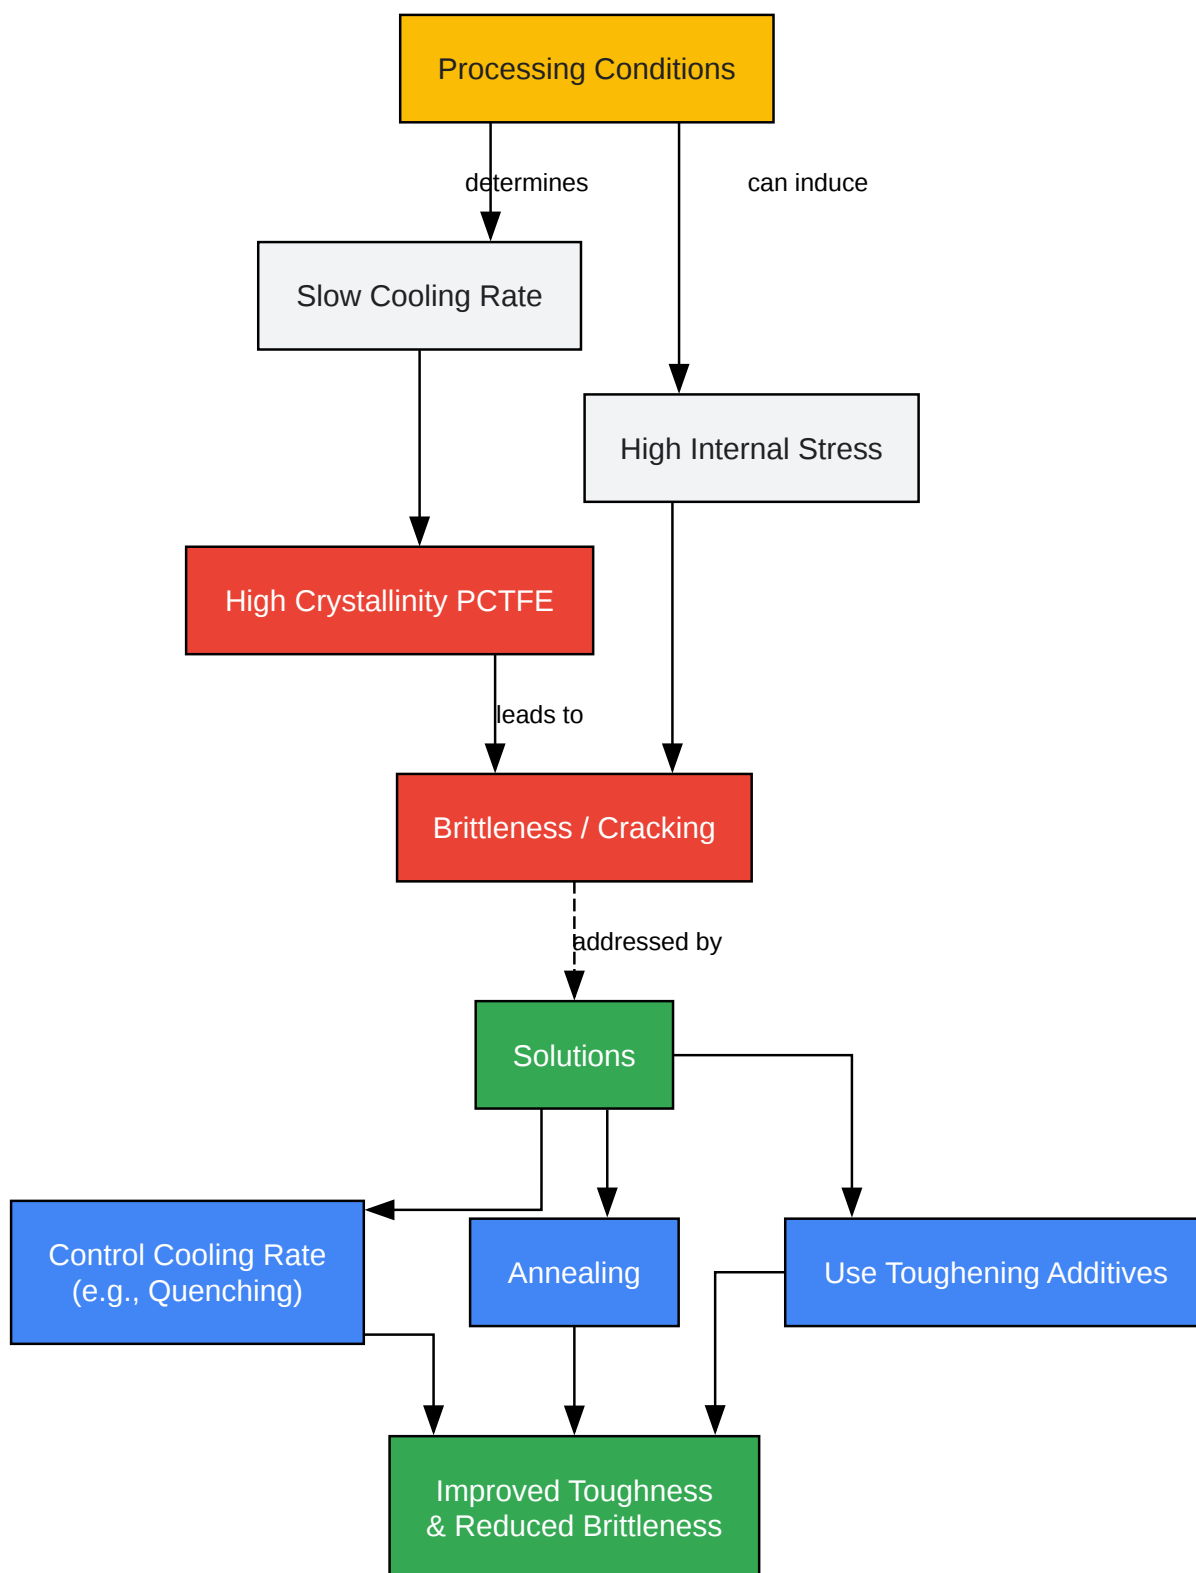 Processing Conditions
determines
can induce
Slow Cooling Rate
High Internal Stress
High Crystallinity PCTFE
leads to
Brittleness / Cracking
addressed by
Solutions
Control Cooling Rate
(e.g., Quenching)
Annealing
Use Toughening Additives
Improved Toughness
& Reduced Brittleness